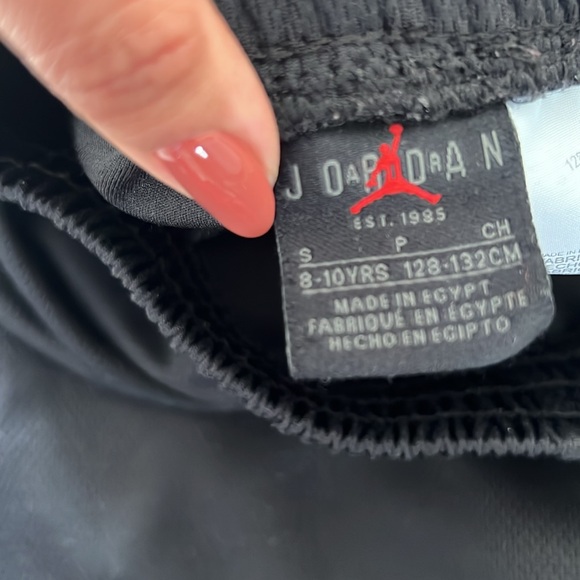 JORDAN
EST. 1985
S P CH
8-10YRS 128-132CM
MADE IN EGYPT
FABRIQUÉ EN ÉGYPTE
HECHO EN EGIPTO